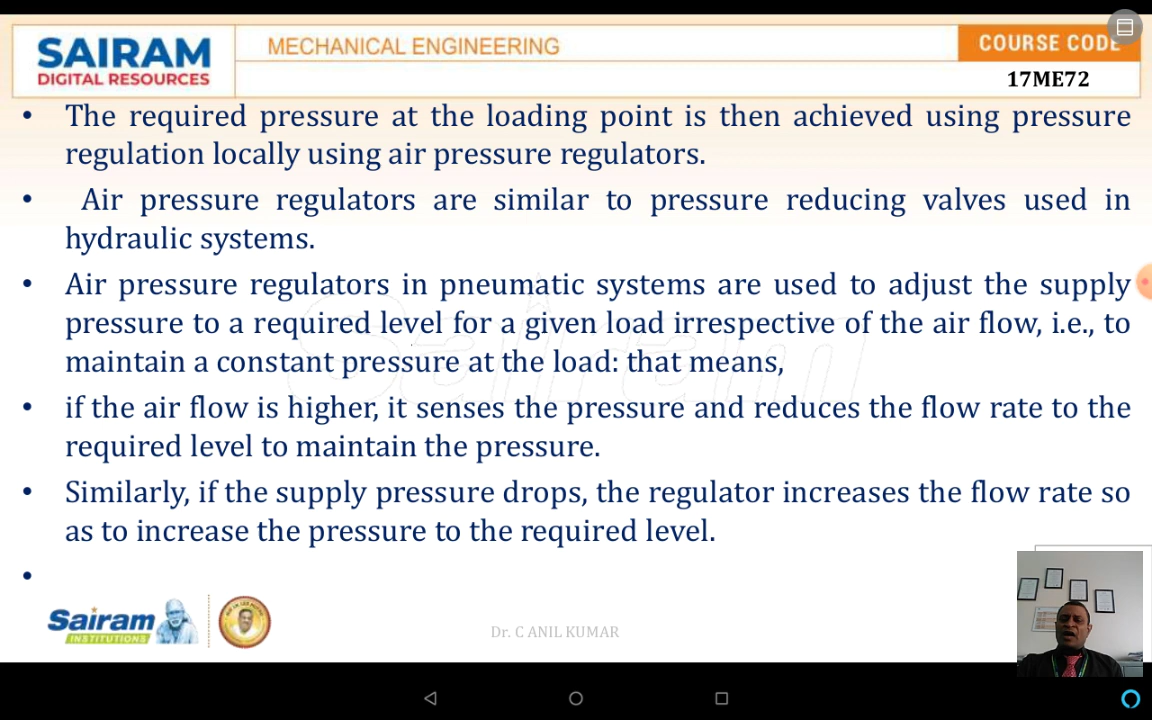 SAIRAM
DIGITAL RESOURCES
MECHANICAL ENGINEERING
COURSE CODE
17ME72
• The required pressure at the loading point is then achieved using pressure
regulation locally using air pressure regulators.
• Air pressure regulators are similar to pressure reducing valves used in
hydraulic systems.
• Air pressure regulators in pneumatic systems are used to adjust the supply
pressure to a required level for a given load irrespective of the air flow, i.e., to
maintain a constant pressure at the load: that means,
• if the air flow is higher, it senses the pressure and reduces the flow rate to the
required level to maintain the pressure.
• Similarly, if the supply pressure drops, the regulator increases the flow rate so
as to increase the pressure to the required level.
•
Sairam
INSTITUTIONS
Dr. C ANIL KUMAR
Sairam